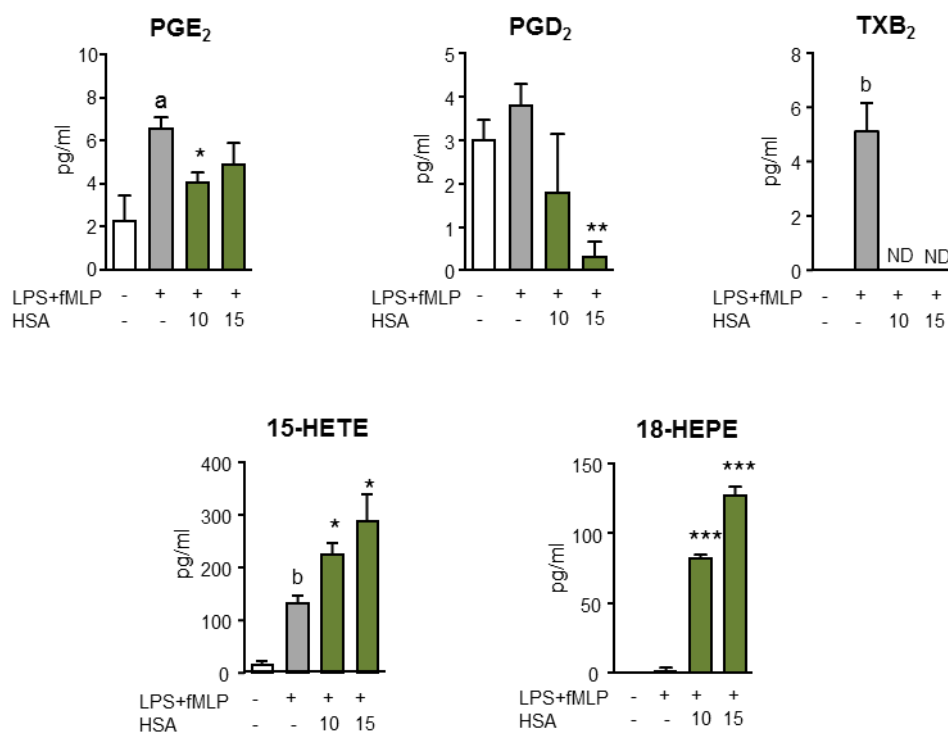 PGE₂
10
8
6
4
2
0
pg/ml
a
*
LPS+fMLP - + + +
HSA - - 10 15
PGD₂
5
4
3
2
1
0
pg/ml
**
LPS+fMLP - + + +
HSA - - 10 15
TXB₂
8
6
4
2
0
pg/ml
b
ND ND
LPS+fMLP - + + +
HSA - - 10 15
15-HETE
400
300
200
100
0
pg/ml
b
*
*
LPS+fMLP - + + +
HSA - - 10 15
18-HEPE
150
100
50
0
pg/ml
***
***
LPS+fMLP - + + +
HSA - - 10 15